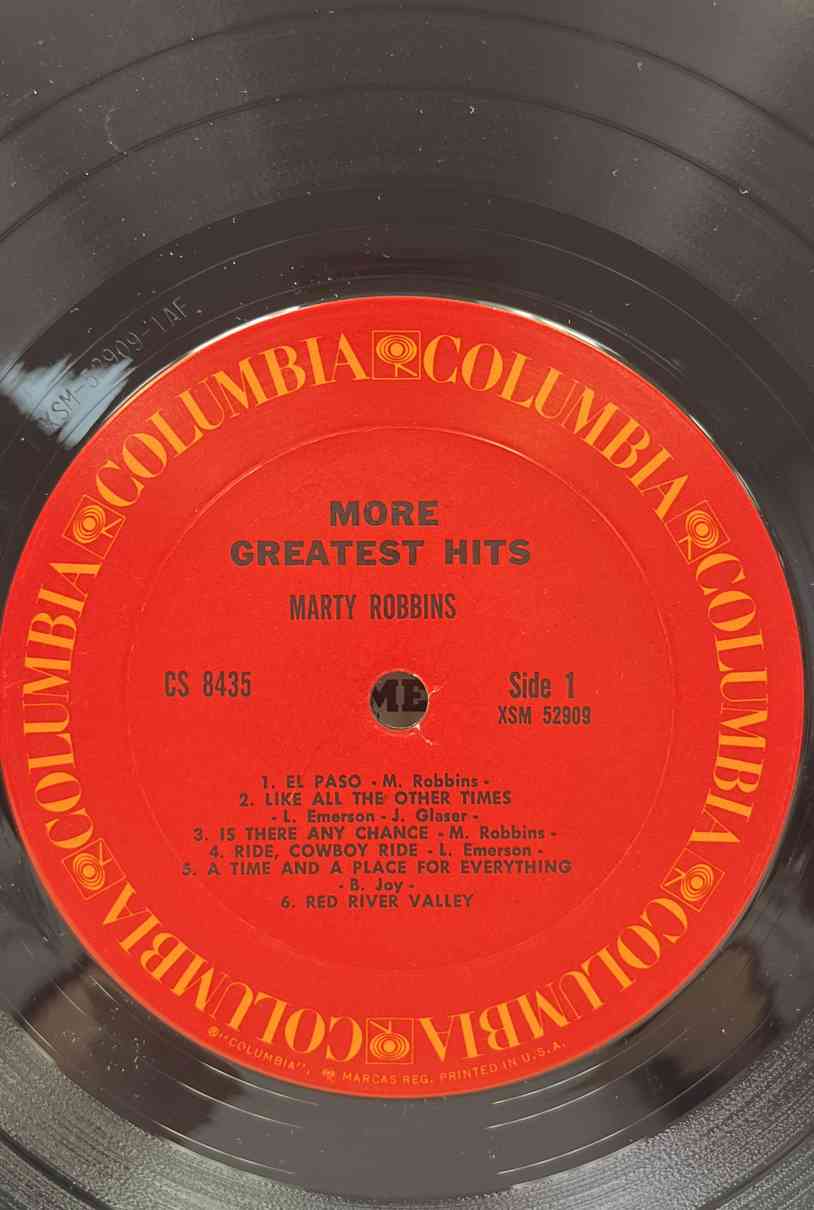 XSM-52909-1AF
COLUMBIA COLUMBIA COLUMBIA COLUMBIA COLUMBIA COLUMBIA COLUMBIA COLUMBIA
MORE
GREATEST HITS
MARTY ROBBINS
CS 8435
ME
Side 1
XSM 52909
1. EL PASO - M. Robbins -
2. LIKE ALL THE OTHER TIMES
- L. Emerson - J. Glaser -
3. IS THERE ANY CHANCE - M. Robbins -
4. RIDE, COWBOY RIDE - L. Emerson -
5. A TIME AND A PLACE FOR EVERYTHING
- B. Joy -
6. RED RIVER VALLEY
®"COLUMBIA", MARCAS REG. PRINTED IN U.S.A.